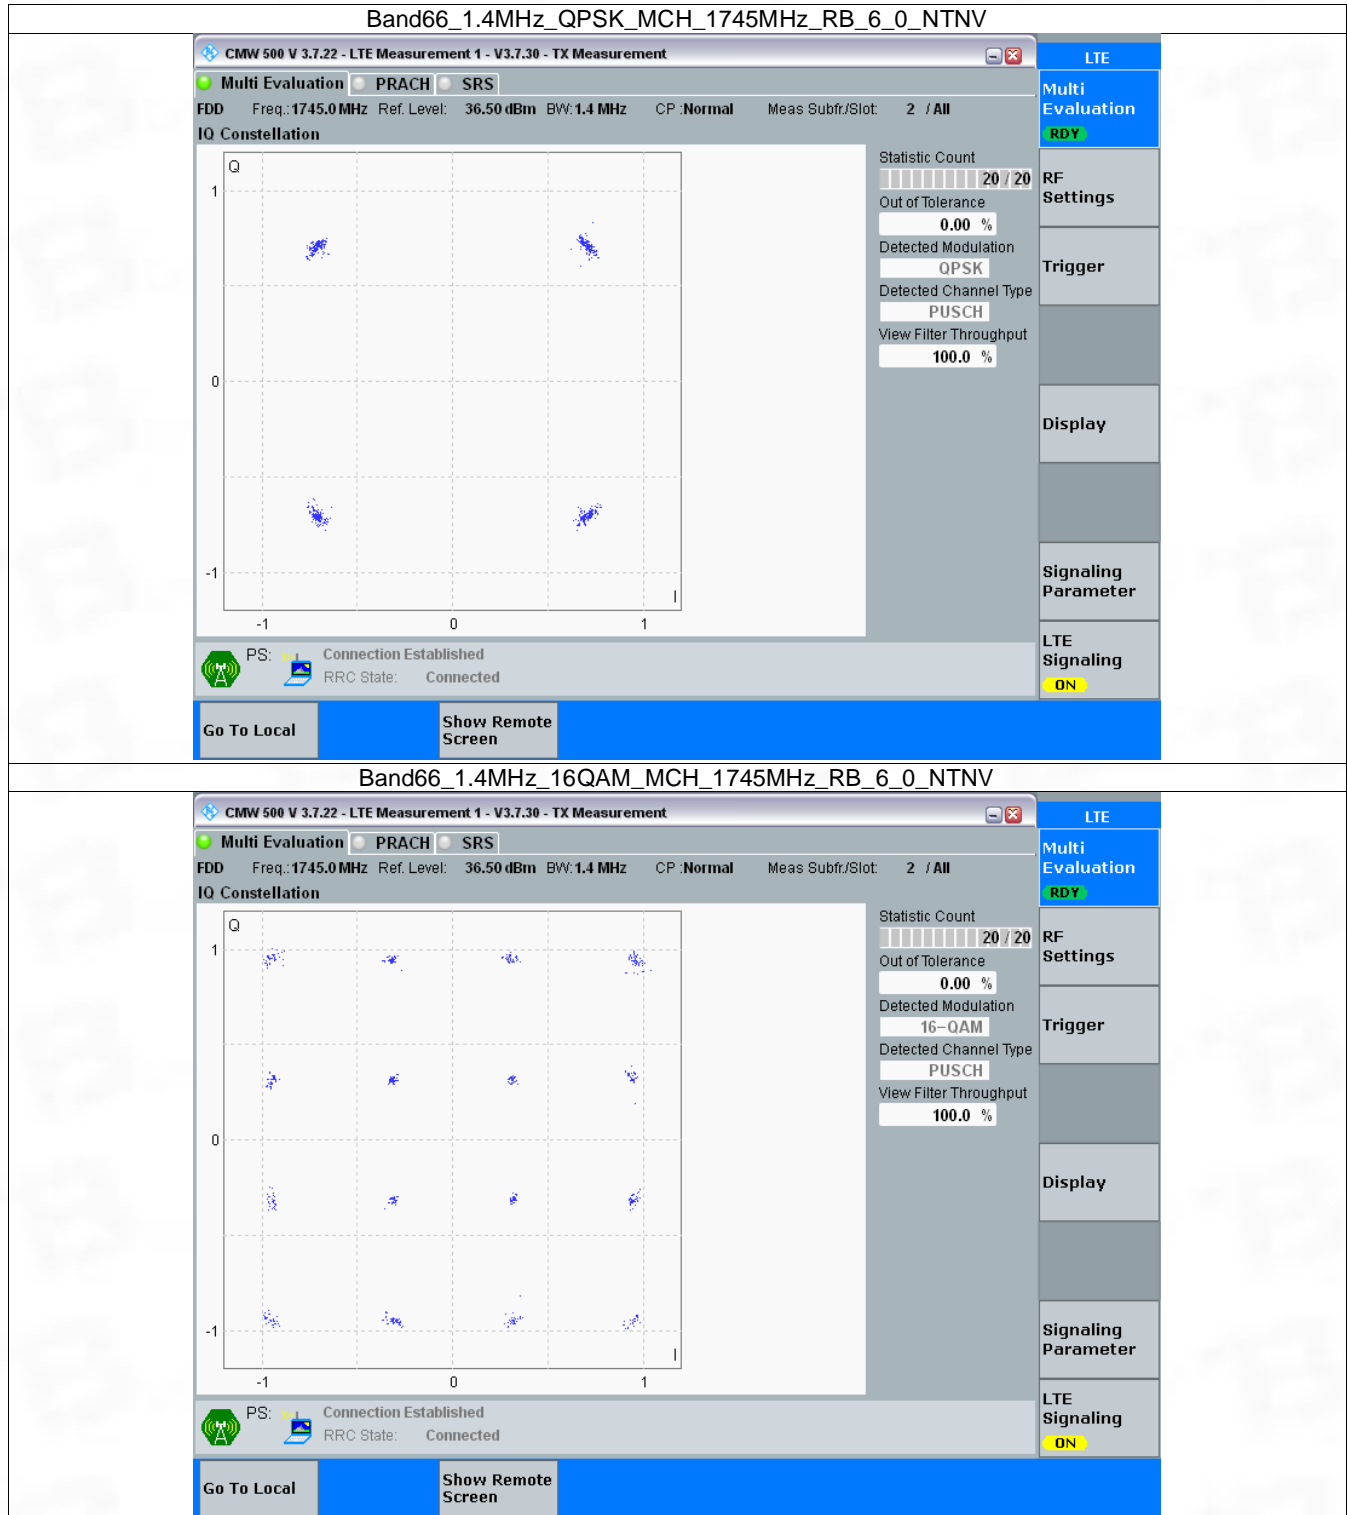 Band66_1.4MHz_QPSK_MCH_1745MHz_RB_6_0_NTNV
CMW 500 V 3.7.22 - LTE Measurement 1 - V3.7.30 - TX Measurement
LTE
Multi Evaluation PRACH SRS
Multi
Evaluation
RDY
FDD Freq.: 1745.0 MHz Ref. Level: 36.50 dBm BW: 1.4 MHz CP : Normal Meas Subfr./Slot: 2 / All
IQ Constellation
Q
1
0
-1
-1 0 1
I
Statistic Count
20 / 20
Out of Tolerance
0.00 %
Detected Modulation
QPSK
Detected Channel Type
PUSCH
View Filter Throughput
100.0 %
RF
Settings
Trigger
Display
Signaling
Parameter
LTE
Signaling
ON
PS: Connection Established
RRC State: Connected
Go To Local
Show Remote
Screen
Band66_1.4MHz_16QAM_MCH_1745MHz_RB_6_0_NTNV
CMW 500 V 3.7.22 - LTE Measurement 1 - V3.7.30 - TX Measurement
LTE
Multi Evaluation PRACH SRS
Multi
Evaluation
RDY
FDD Freq.: 1745.0 MHz Ref. Level: 36.50 dBm BW: 1.4 MHz CP : Normal Meas Subfr./Slot: 2 / All
IQ Constellation
Q
1
0
-1
-1 0 1
I
Statistic Count
20 / 20
Out of Tolerance
0.00 %
Detected Modulation
16-QAM
Detected Channel Type
PUSCH
View Filter Throughput
100.0 %
RF
Settings
Trigger
Display
Signaling
Parameter
LTE
Signaling
ON
PS: Connection Established
RRC State: Connected
Go To Local
Show Remote
Screen